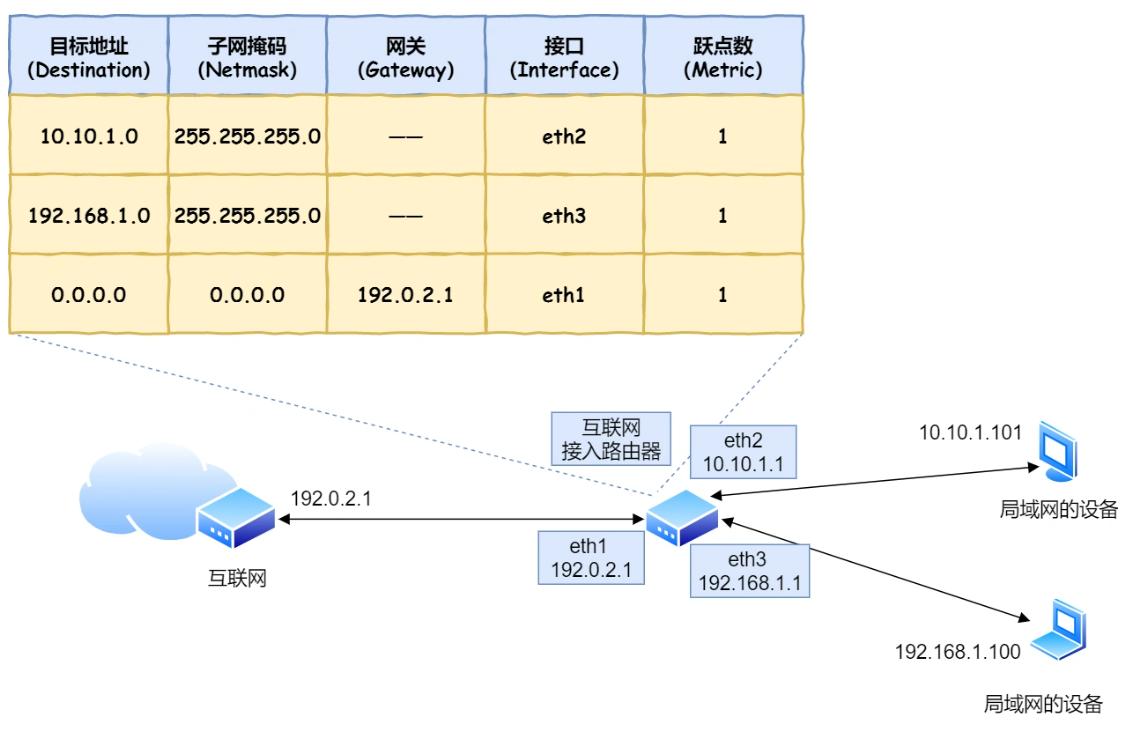 目标地址 子网掩码 网关 接口 跃点数
(Destination) (Netmask) (Gateway) (Interface) (Metric)
10.10.1.0 255.255.255.0 —— eth2 1
192.168.1.0 255.255.255.0 —— eth3 1
0.0.0.0 0.0.0.0 192.0.2.1 eth1 1
互联网
接入路由器
eth2
10.10.1.1
10.10.1.101
局域网的设备
192.0.2.1
互联网
eth1
192.0.2.1
eth3
192.168.1.1
192.168.1.100
局域网的设备